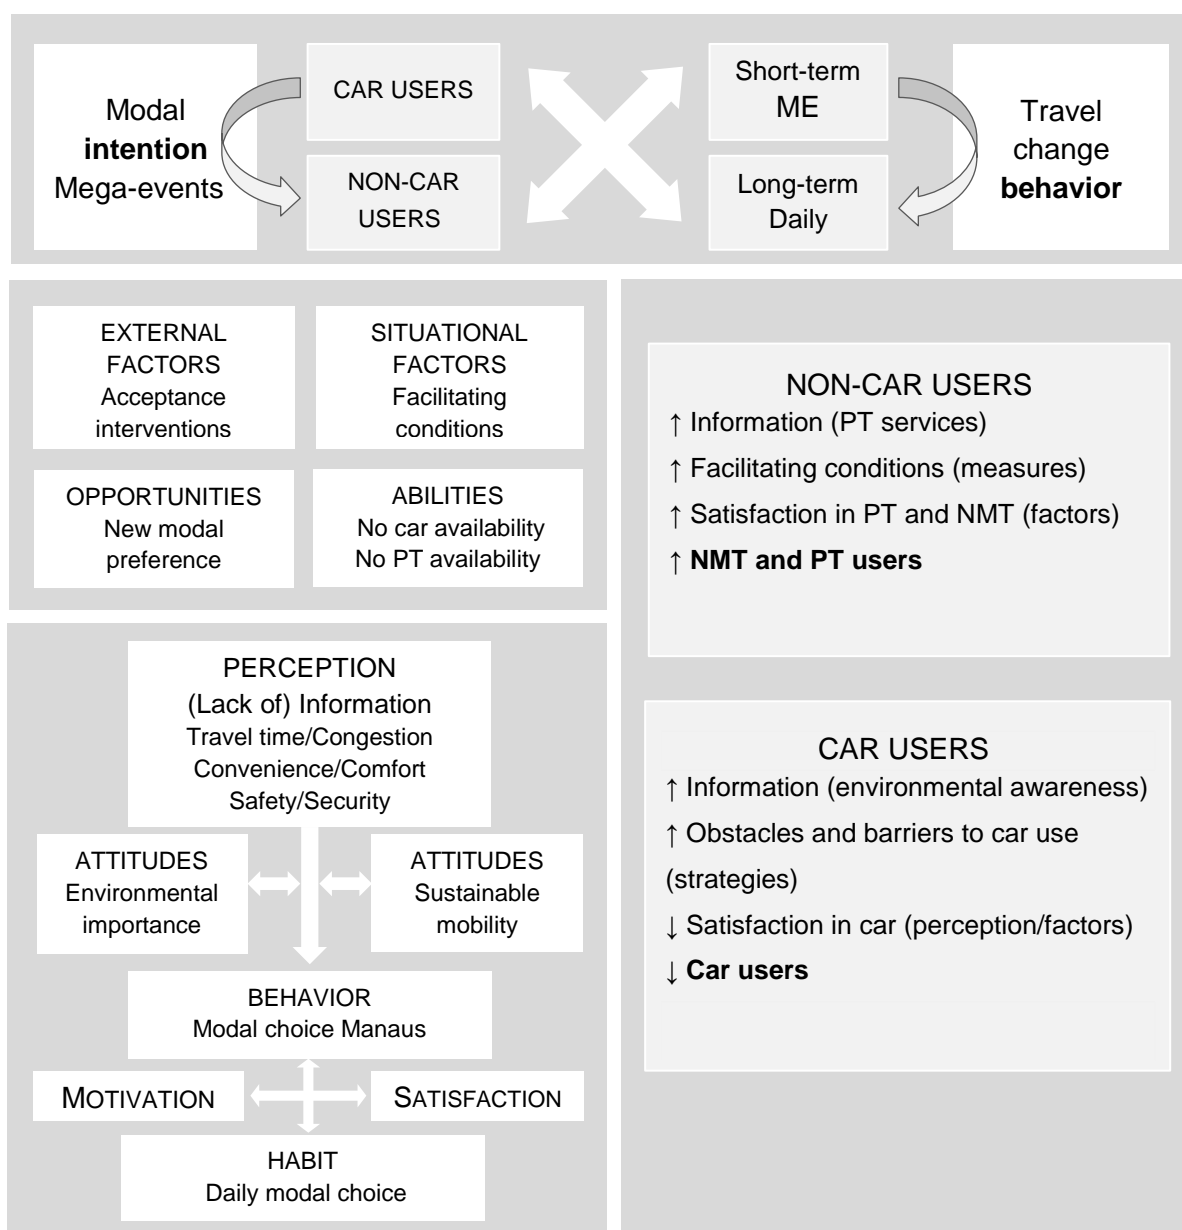 Modal
intention
Mega-events
CAR USERS
NON-CAR
USERS
Short-term
ME
Long-term
Daily
Travel
change
behavior
EXTERNAL
FACTORS
Acceptance
interventions
SITUATIONAL
FACTORS
Facilitating
conditions
OPPORTUNITIES
New modal
preference
ABILITIES
No car availability
No PT availability
PERCEPTION
(Lack of) Information
Travel time/Congestion
Convenience/Comfort
Safety/Security
ATTITUDES
Environmental
importance
ATTITUDES
Sustainable
mobility
BEHAVIOR
Modal choice Manaus
MOTIVATION
SATISFACTION
HABIT
Daily modal choice
NON-CAR USERS
↑ Information (PT services)
↑ Facilitating conditions (measures)
↑ Satisfaction in PT and NMT (factors)
↑ NMT and PT users
CAR USERS
↑ Information (environmental awareness)
↑ Obstacles and barriers to car use
(strategies)
↓ Satisfaction in car (perception/factors)
↓ Car users